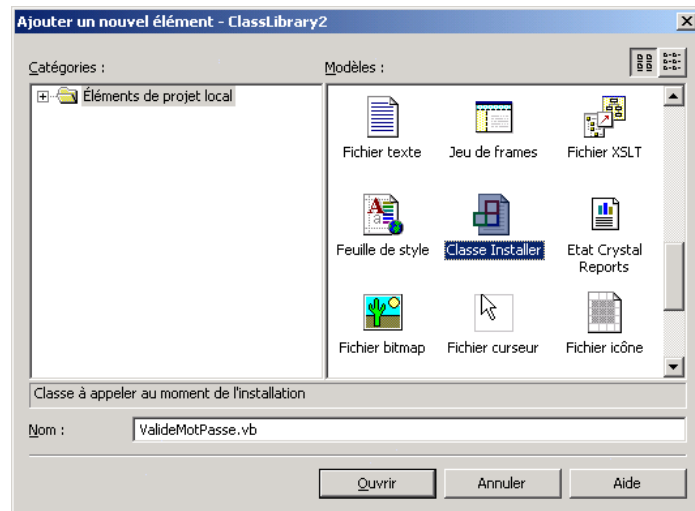 Ajouter un nouvel élément - ClassLibrary2
Catégories :
Modèles :
Éléments de projet local
Fichier texte
Jeu de frames
Fichier XSLT
Feuille de style
Classe Installer
Etat Crystal
Reports
Fichier bitmap
Fichier curseur
Fichier icône
Classe à appeler au moment de l'installation
Nom :
ValideMotPasse.vb
Ouvrir
Annuler
Aide